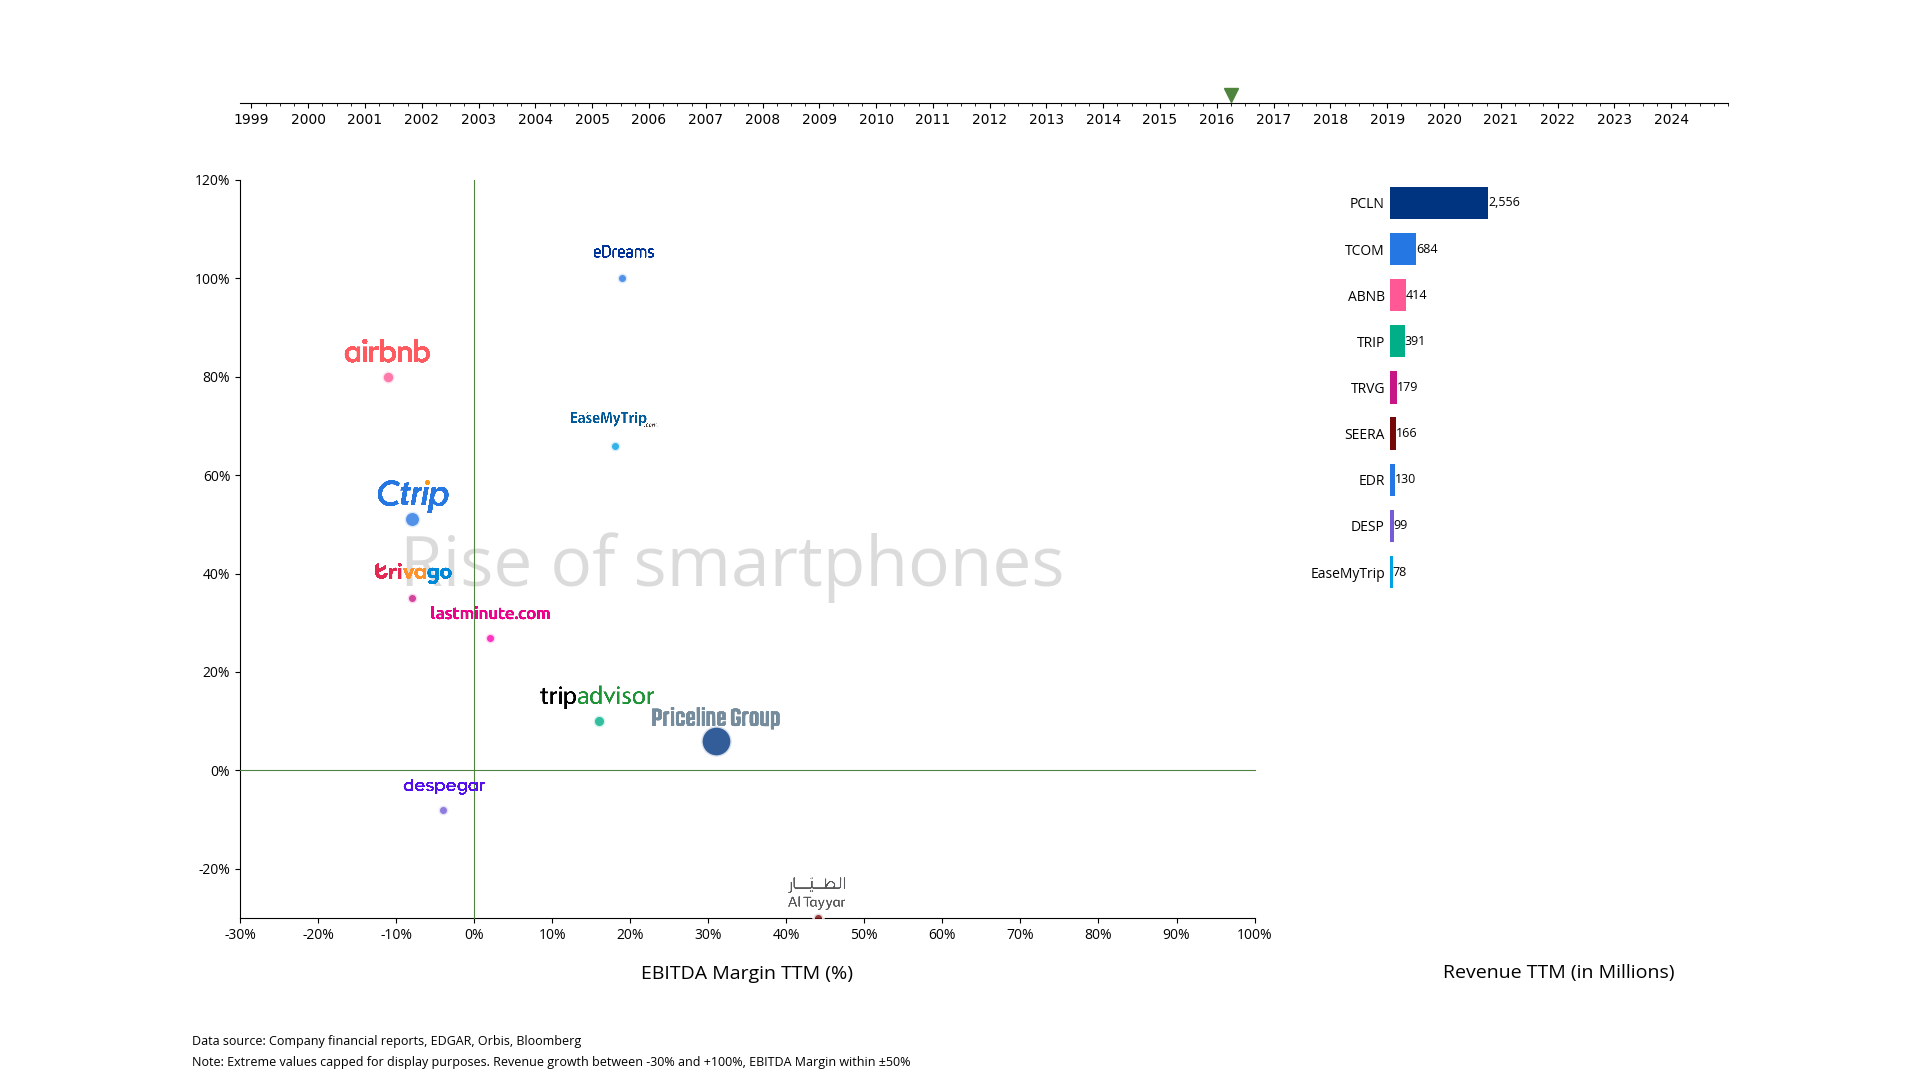 1999 2000 2001 2002 2003 2004 2005 2006 2007 2008 2009 2010 2011 2012 2013 2014 2015 2016 2017 2018 2019 2020 2021 2022 2023 2024
120%
100%
80%
60%
40%
20%
0%
-20%
eDreams
airbnb
EaseMyTrip.com
Ctrip
Rise of smartphones
trivago
lastminute.com
tripadvisor
Priceline Group
despegar
الطيّار
Al Tayyar
-30% -20% -10% 0% 10% 20% 30% 40% 50% 60% 70% 80% 90% 100%
EBITDA Margin TTM (%)
PCLN 2,556
TCOM 684
ABNB 414
TRIP 391
TRVG 179
SEERA 166
EDR 130
DESP 99
EaseMyTrip 78
Revenue TTM (in Millions)
Data source: Company financial reports, EDGAR, Orbis, Bloomberg
Note: Extreme values capped for display purposes. Revenue growth between -30% and +100%, EBITDA Margin within ±50%